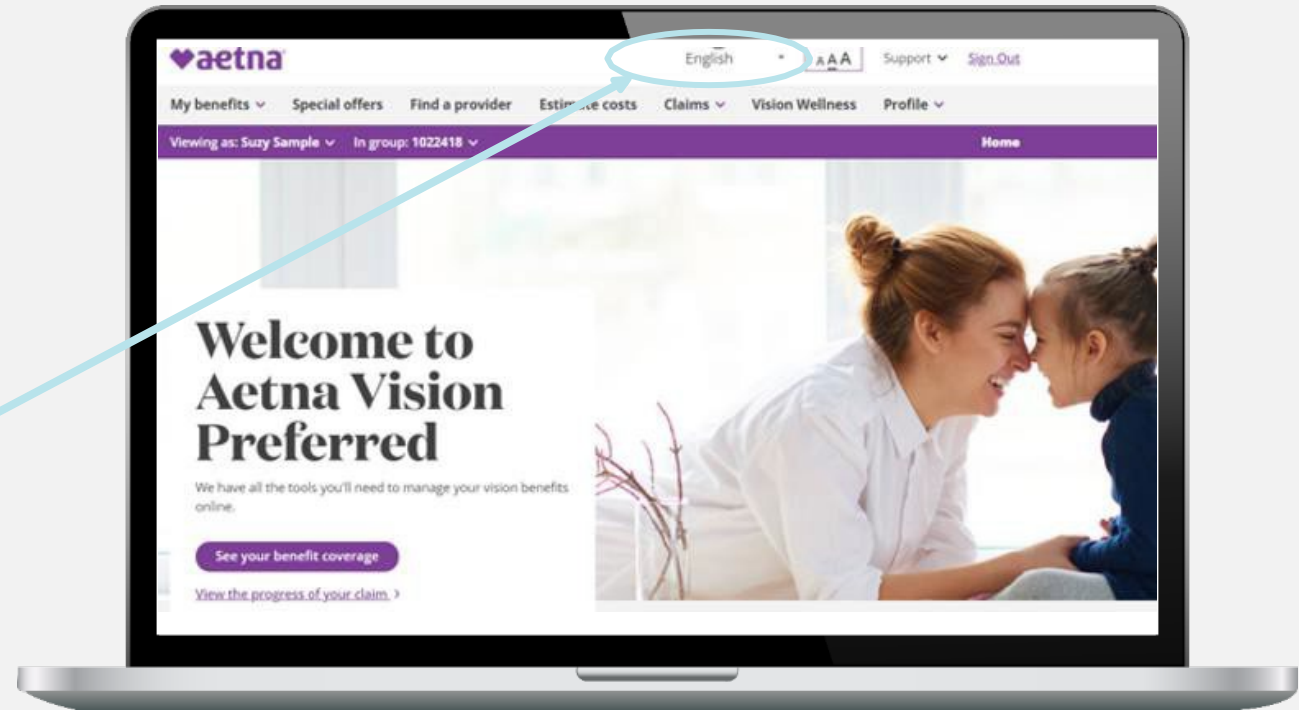 aetna
English
A A A
Support
Sign Out
My benefits
Special offers
Find a provider
Estimate costs
Claims
Vision Wellness
Profile
Viewing as: Suzy Sample
In group: 1022418
Home
Welcome to
Aetna Vision
Preferred
We have all the tools you'll need to manage your vision benefits
online.
See your benefit coverage
View the progress of your claim